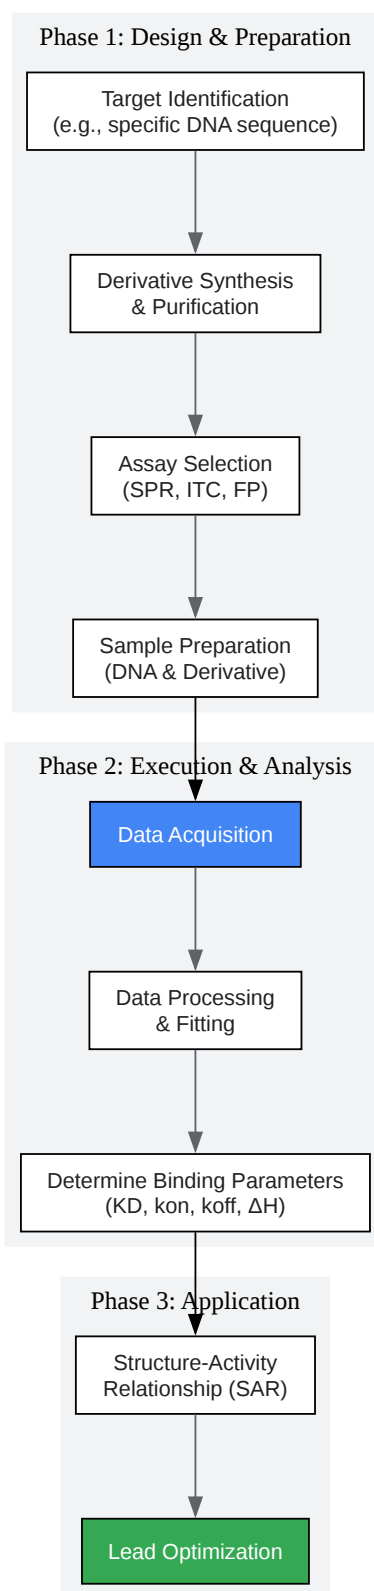 Phase 1: Design & Preparation
Target Identification
(e.g., specific DNA sequence)
Derivative Synthesis
& Purification
Assay Selection
(SPR, ITC, FP)
Sample Preparation
(DNA & Derivative)
Phase 2: Execution & Analysis
Data Acquisition
Data Processing
& Fitting
Determine Binding Parameters
(KD, kon, koff, ΔH)
Phase 3: Application
Structure-Activity
Relationship (SAR)
Lead Optimization